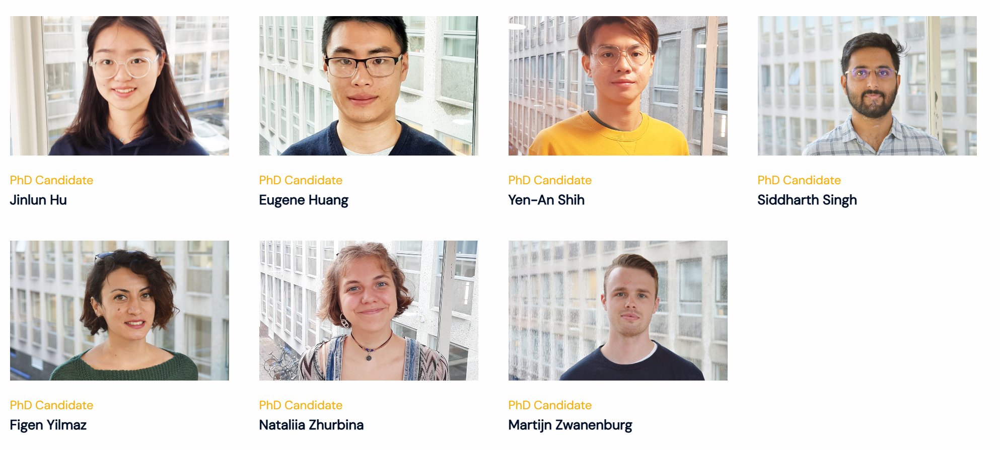 PhD Candidate
Jinlun Hu
PhD Candidate
Eugene Huang
PhD Candidate
Yen-An Shih
PhD Candidate
Siddharth Singh
PhD Candidate
Figen Yilmaz
PhD Candidate
Nataliia Zhurbina
PhD Candidate
Martijn Zwanenburg